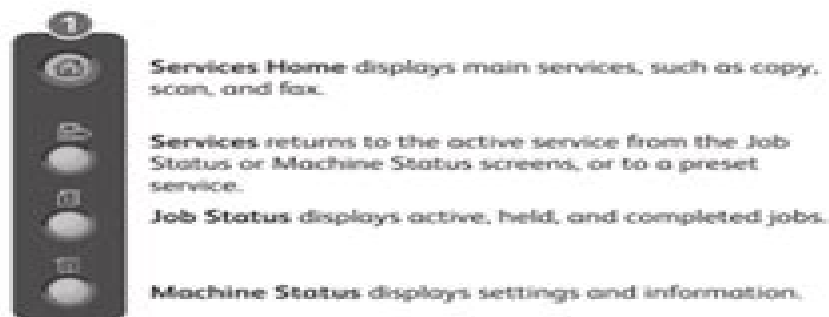 1
Services Home displays main services, such as copy,
scan, and fax.
Services returns to the active service from the Job
Status or Machine Status screens, or to a preset
service.
Job Status displays active, held, and completed jobs.
Machine Status displays settings and information.